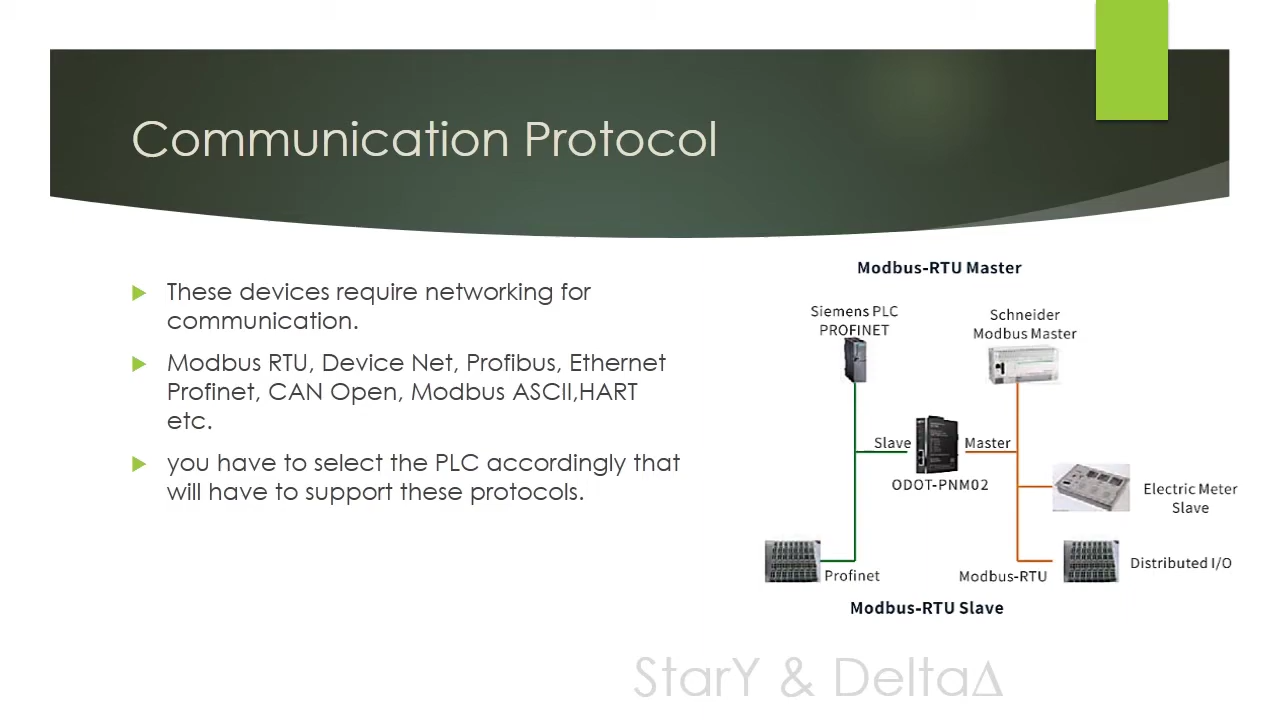 Communication Protocol
These devices require networking for
communication.
Modbus RTU, Device Net, Profibus, Ethernet
Profinet, CAN Open, Modbus ASCII,HART
etc.
you have to select the PLC accordingly that
will have to support these protocols.
Modbus-RTU Master
Siemens PLC
PROFINET
Schneider
Modbus Master
Slave
Master
ODOT-PNM02
Electric Meter
Slave
Distributed I/O
Profinet
Modbus-RTU
Modbus-RTU Slave
StarY & Delta∆